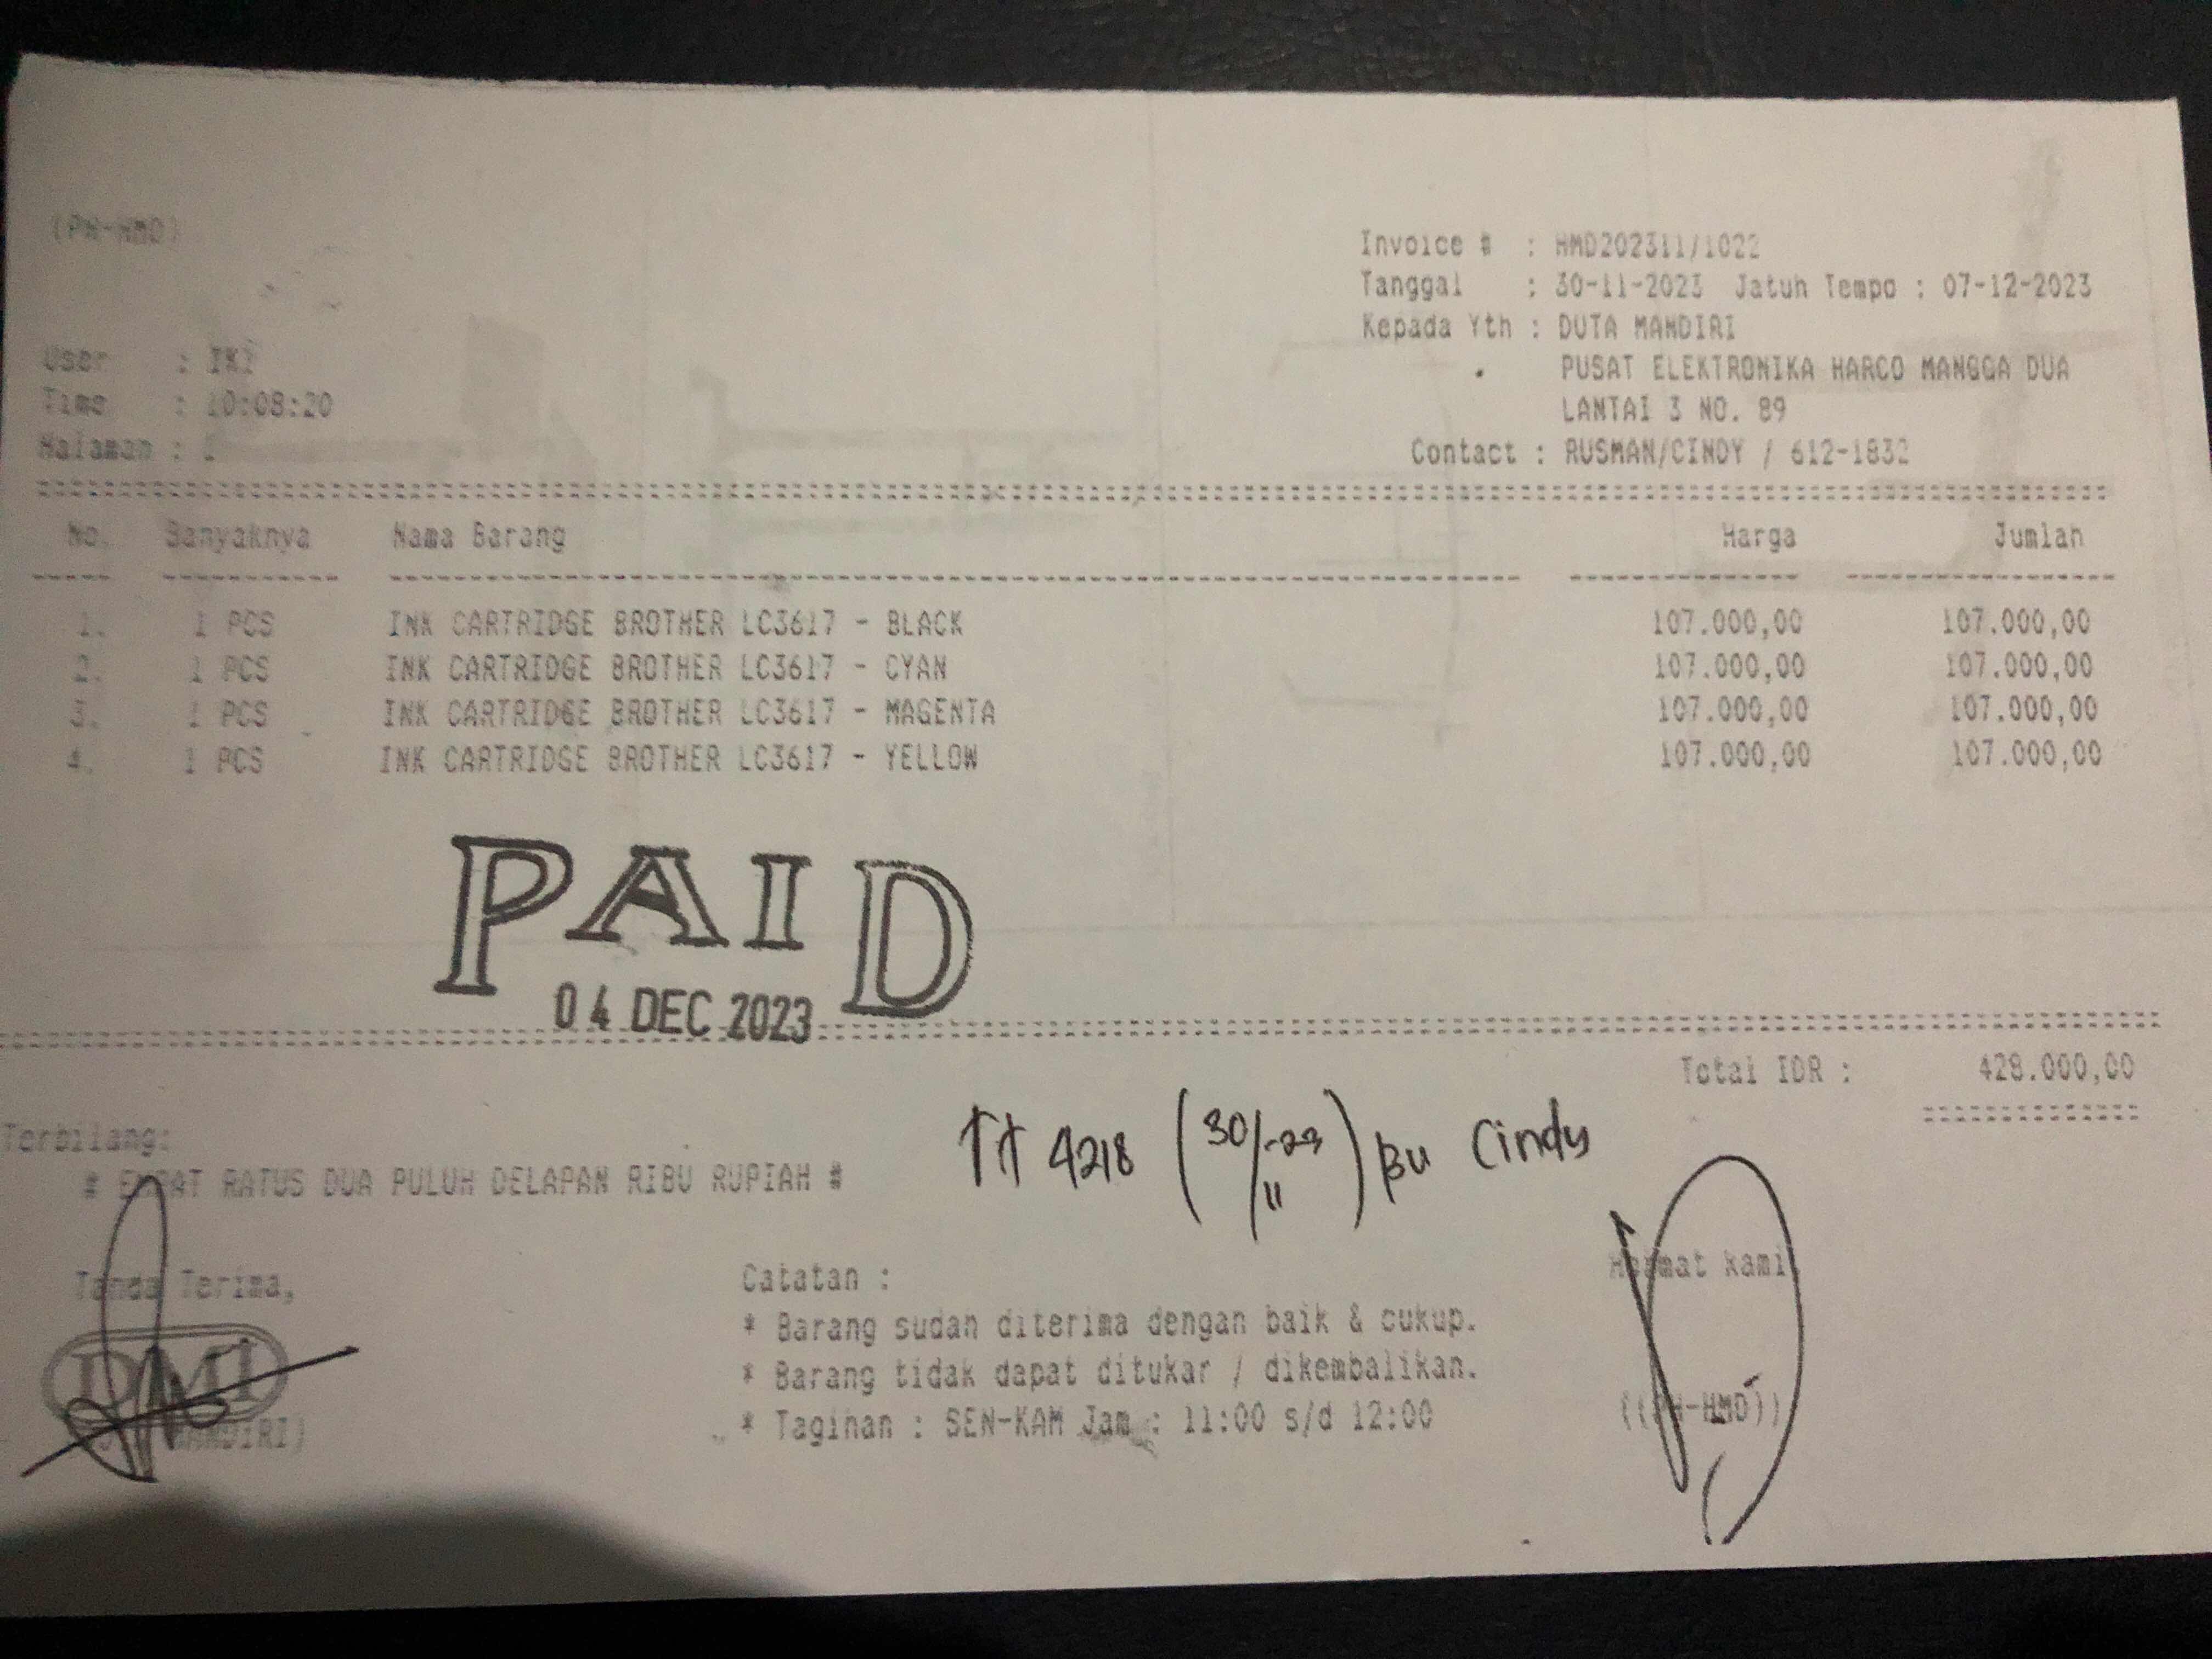 (PH-HMD)
Invoice # : HMD202311/1022
Tanggal : 30-11-2023 Jatuh Tempo : 07-12-2023
Kepada Yth : DUTA MANDIRI
User : IKI
PUSAT ELEKTRONIKA HARCO MANGGA DUA
Time : 10:08:20
LANTAI 3 NO. 89
Halaman :
Contact : RUSMAN/CINDY / 612-1832
No. Banyaknya Nama Barang Harga Jumlah
1. 1 PCS INK CARTRIDGE BROTHER LC3617 - BLACK 107.000,00 107.000,00
2. 1 PCS INK CARTRIDGE BROTHER LC3617 - CYAN 107.000,00 107.000,00
3. 1 PCS INK CARTRIDGE BROTHER LC3617 - MAGENTA 107.000,00 107.000,00
4. 1 PCS INK CARTRIDGE BROTHER LC3617 - YELLOW 107.000,00 107.000,00
PAID
04 DEC 2023
Total IDR : 428.000,00
Terbilang:
TT 4218 (30/11-23) Bu Cindy
# EMPAT RATUS DUA PULUH DELAPAN RIBU RUPIAH #
Tanda Terima, Catatan : Hormat kami
* Barang sudah diterima dengan baik & cukup.
DMI
* Barang tidak dapat ditukar / dikembalikan.
* Tagihan : SEN-KAM Jam : 11:00 s/d 12:00
MANDIRI) ((PH-HMD))